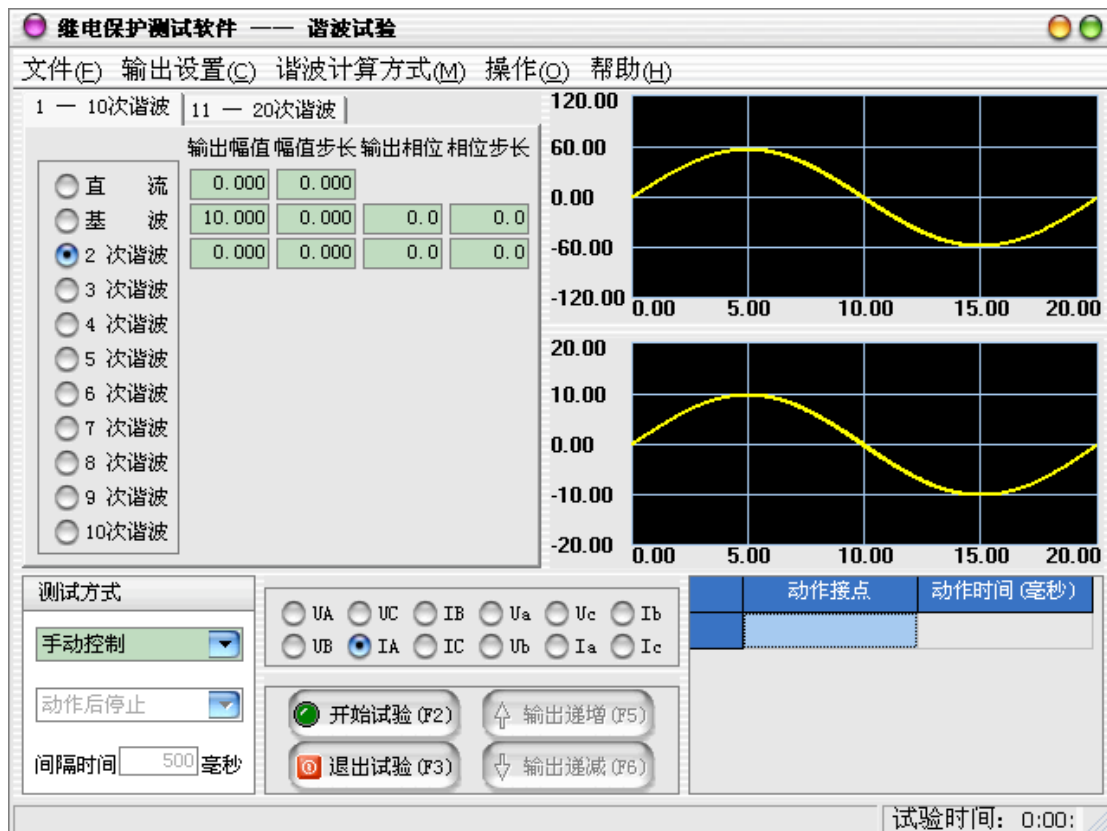 继电保护测试软件 —— 谐波试验
文件(F) 输出设置(C) 谐波计算方式(M) 操作(O) 帮助(H)
1 — 10次谐波 11 — 20次谐波
输出幅值 幅值步长 输出相位 相位步长
直 流 0.000 0.000
基 波 10.000 0.000 0.0 0.0
2 次谐波 0.000 0.000 0.0 0.0
3 次谐波
4 次谐波
5 次谐波
6 次谐波
7 次谐波
8 次谐波
9 次谐波
10次谐波
120.00
60.00
0.00
-60.00
-120.00
0.00 5.00 10.00 15.00 20.00
20.00
10.00
0.00
-10.00
-20.00
0.00 5.00 10.00 15.00 20.00
测试方式
手动控制
动作后停止
间隔时间 500 毫秒
UA UC IB Ua Uc Ib
UB IA IC Ub Ia Ic
开始试验(F2) 输出递增(F5)
退出试验(F3) 输出递减(F6)
动作接点 动作时间(毫秒)
试验时间: 0:00: